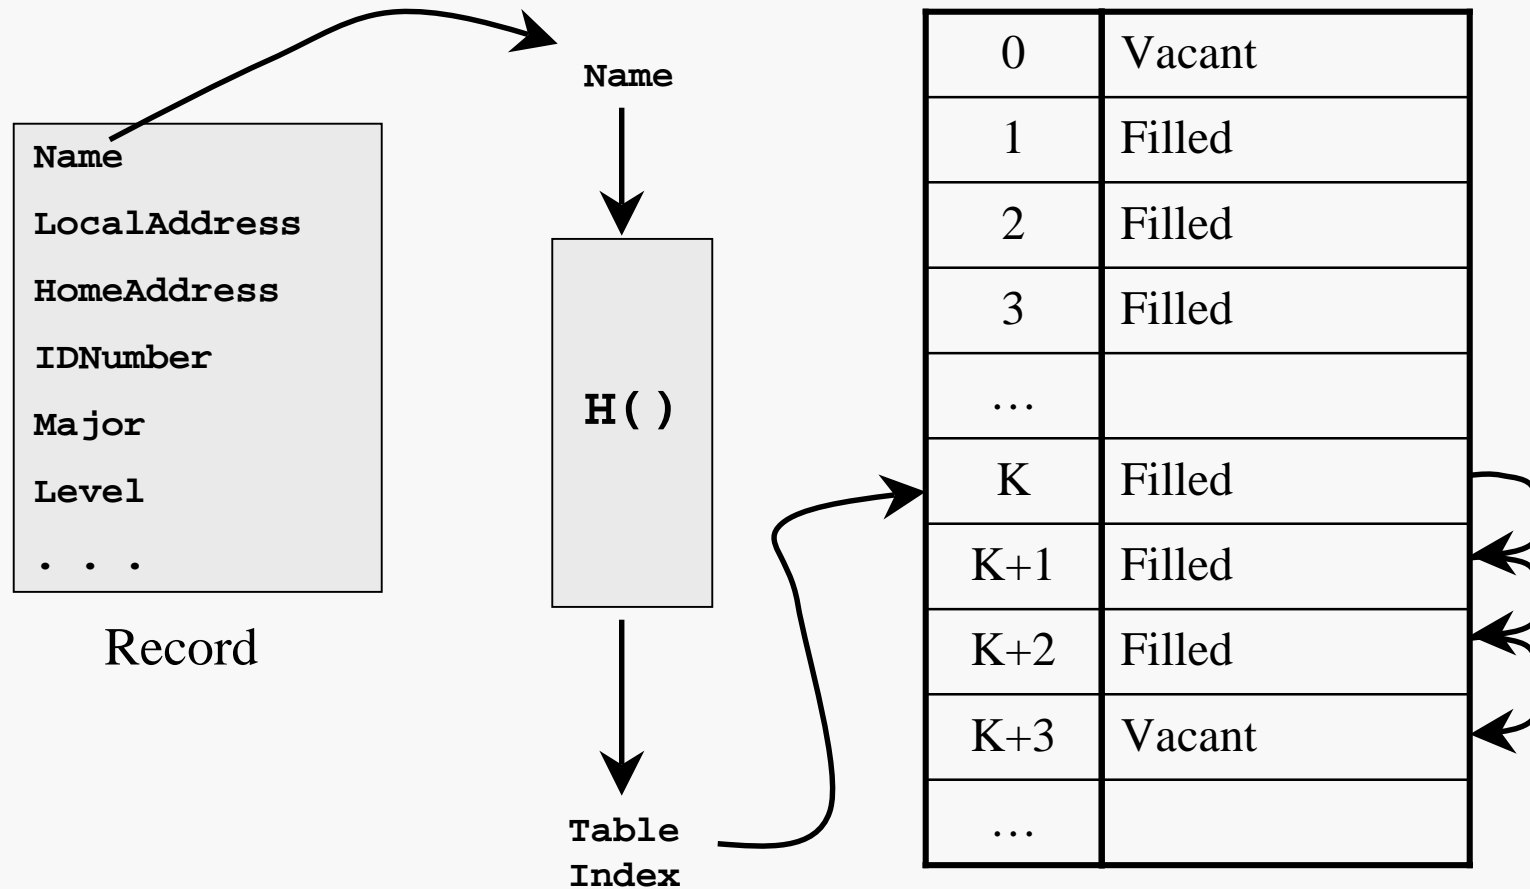 Name
LocalAddress
HomeAddress
IDNumber
Major
Level
. . .
Record
Name
H()
Table
Index
0 Vacant
1 Filled
2 Filled
3 Filled
…
K Filled
K+1 Filled
K+2 Filled
K+3 Vacant
…